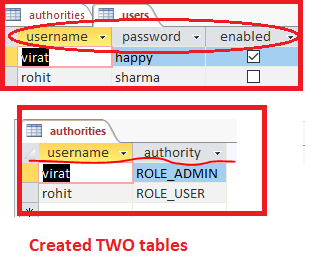 authorities users
username password enabled
virat happy
rohit sharma
authorities
username authority
virat ROLE_ADMIN
rohit ROLE_USER
*
Created TWO tables